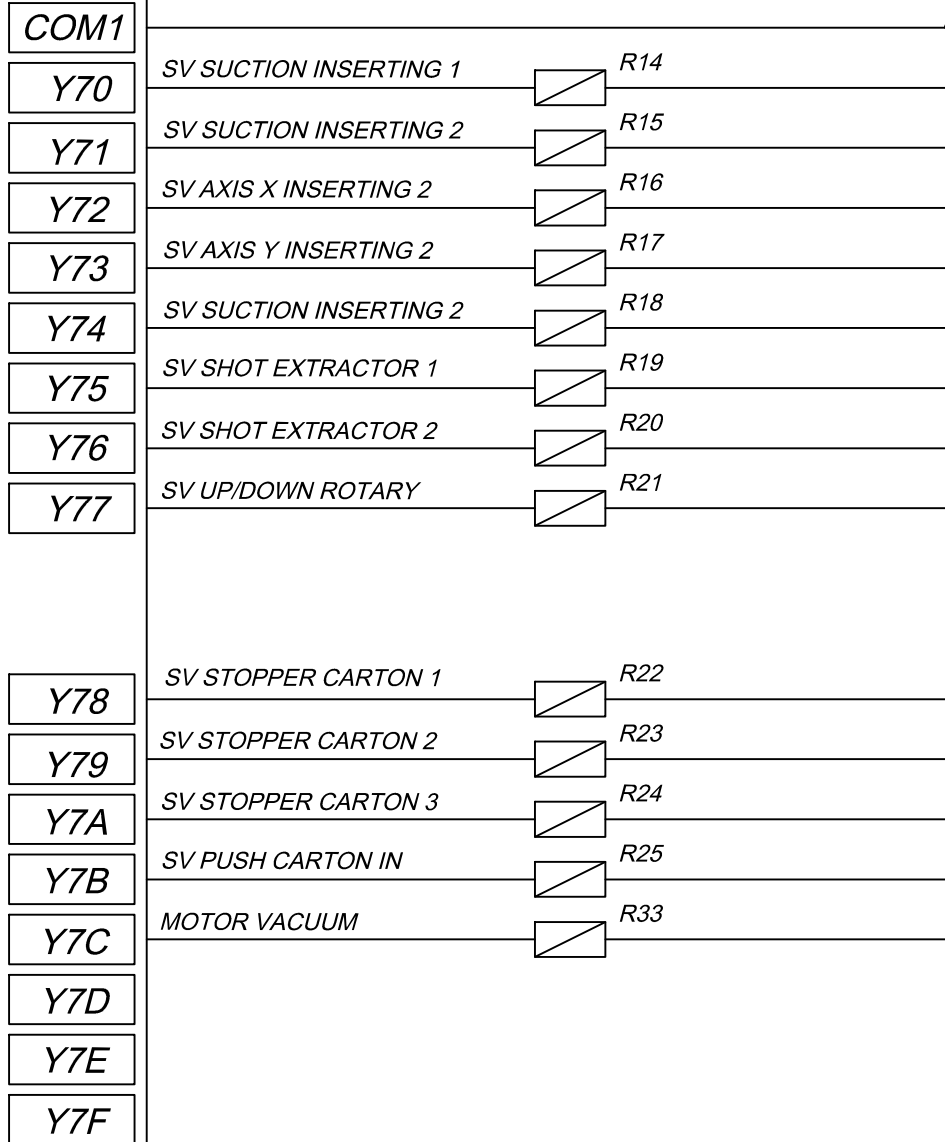 COM1
Y70 SV SUCTION INSERTING 1 R14
Y71 SV SUCTION INSERTING 2 R15
Y72 SV AXIS X INSERTING 2 R16
Y73 SV AXIS Y INSERTING 2 R17
Y74 SV SUCTION INSERTING 2 R18
Y75 SV SHOT EXTRACTOR 1 R19
Y76 SV SHOT EXTRACTOR 2 R20
Y77 SV UP/DOWN ROTARY R21
Y78 SV STOPPER CARTON 1 R22
Y79 SV STOPPER CARTON 2 R23
Y7A SV STOPPER CARTON 3 R24
Y7B SV PUSH CARTON IN R25
Y7C MOTOR VACUUM R33
Y7D
Y7E
Y7F